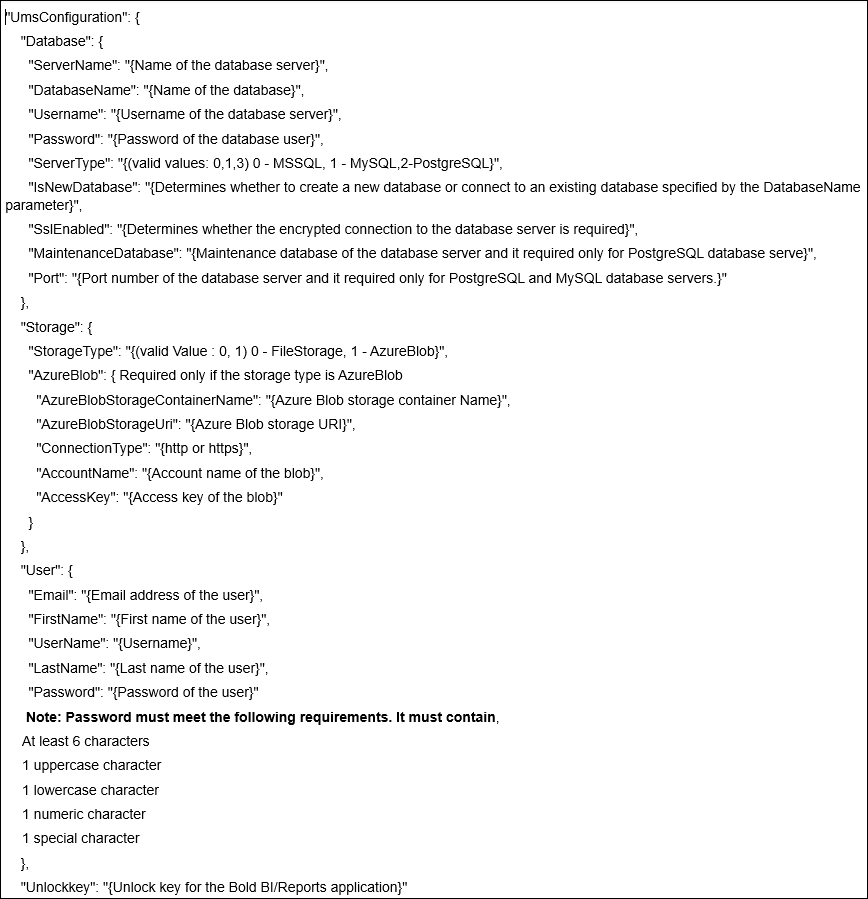 "UmsConfiguration": {
"Database": {
"ServerName": "{Name of the database server}",
"DatabaseName": "{Name of the database}",
"Username": "{Username of the database server}",
"Password": "{Password of the database user}",
"ServerType": "{(valid values: 0,1,3) 0 - MSSQL, 1 - MySQL,2-PostgreSQL}",
"IsNewDatabase": "{Determines whether to create a new database or connect to an existing database specified by the DatabaseName
parameter}",
"SslEnabled": "{Determines whether the encrypted connection to the database server is required}",
"MaintenanceDatabase": "{Maintenance database of the database server and it required only for PostgreSQL database serve}",
"Port": "{Port number of the database server and it required only for PostgreSQL and MySQL database servers.}"
},
"Storage": {
"StorageType": "{(valid Value : 0, 1) 0 - FileStorage, 1 - AzureBlob}",
"AzureBlob": { Required only if the storage type is AzureBlob
"AzureBlobStorageContainerName": "{Azure Blob storage container Name}",
"AzureBlobStorageUri": "{Azure Blob storage URI}",
"ConnectionType": "{http or https}",
"AccountName": "{Account name of the blob}",
"AccessKey": "{Access key of the blob}"
}
},
"User": {
"Email": "{Email address of the user}",
"FirstName": "{First name of the user}",
"UserName": "{Username}",
"LastName": "{Last name of the user}",
"Password": "{Password of the user}"
Note: Password must meet the following requirements. It must contain,
At least 6 characters
1 uppercase character
1 lowercase character
1 numeric character
1 special character
},
"Unlockkey": "{Unlock key for the Bold BI/Reports application}"